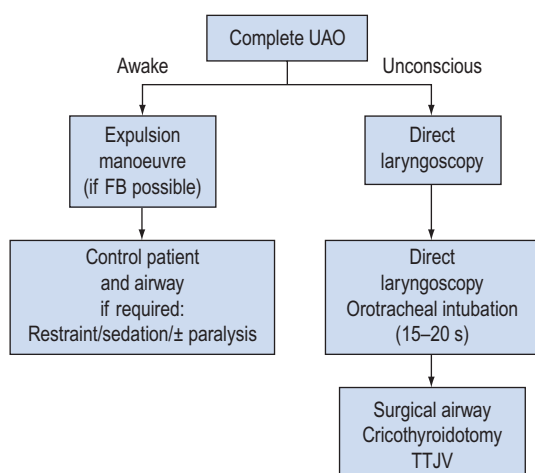 Complete UAO
Awake
Unconscious
Expulsion
manoeuvre
(if FB possible)
Direct
laryngoscopy
Control patient
and airway
if required:
Restraint/sedation/± paralysis
Direct
laryngoscopy
Orotracheal intubation
(15–20 s)
Surgical airway
Cricothyroidotomy
TTJV